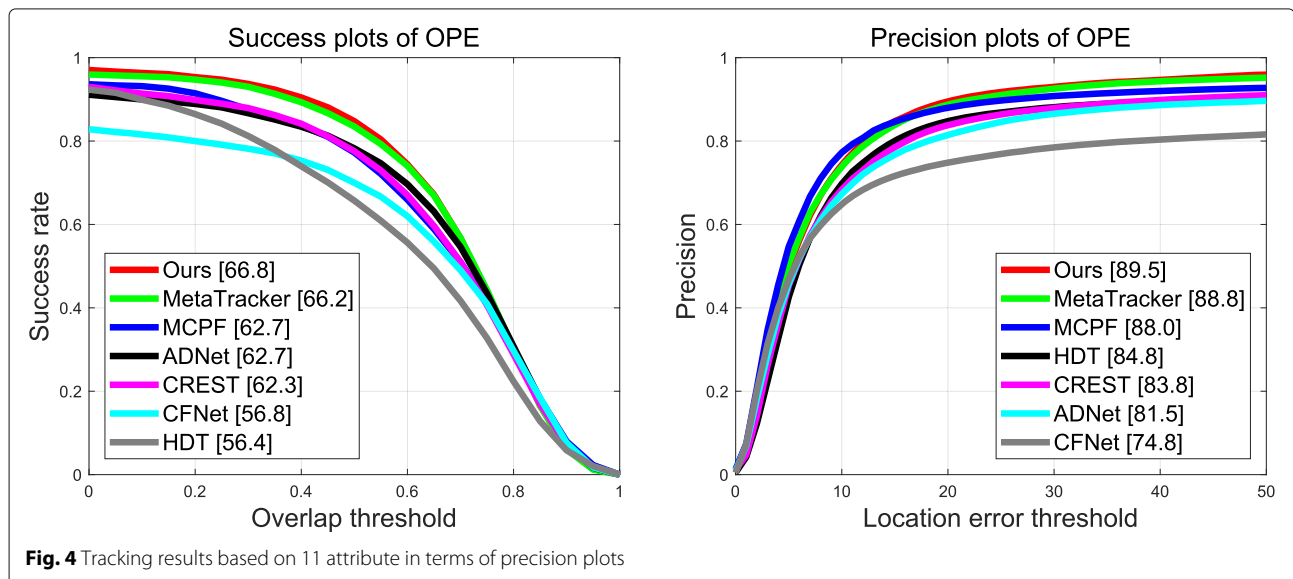 Success plots of OPE
1
0.8
0.6
0.4
0.2
0
Success rate
Ours [66.8]
MetaTracker [66.2]
MCPF [62.7]
ADNet [62.7]
CREST [62.3]
CFNet [56.8]
HDT [56.4]
0 0.2 0.4 0.6 0.8 1
Overlap threshold
Precision plots of OPE
1
0.8
0.6
0.4
0.2
0
Precision
Ours [89.5]
MetaTracker [88.8]
MCPF [88.0]
HDT [84.8]
CREST [83.8]
ADNet [81.5]
CFNet [74.8]
0 10 20 30 40 50
Location error threshold
Fig. 4 Tracking results based on 11 attribute in terms of precision plots